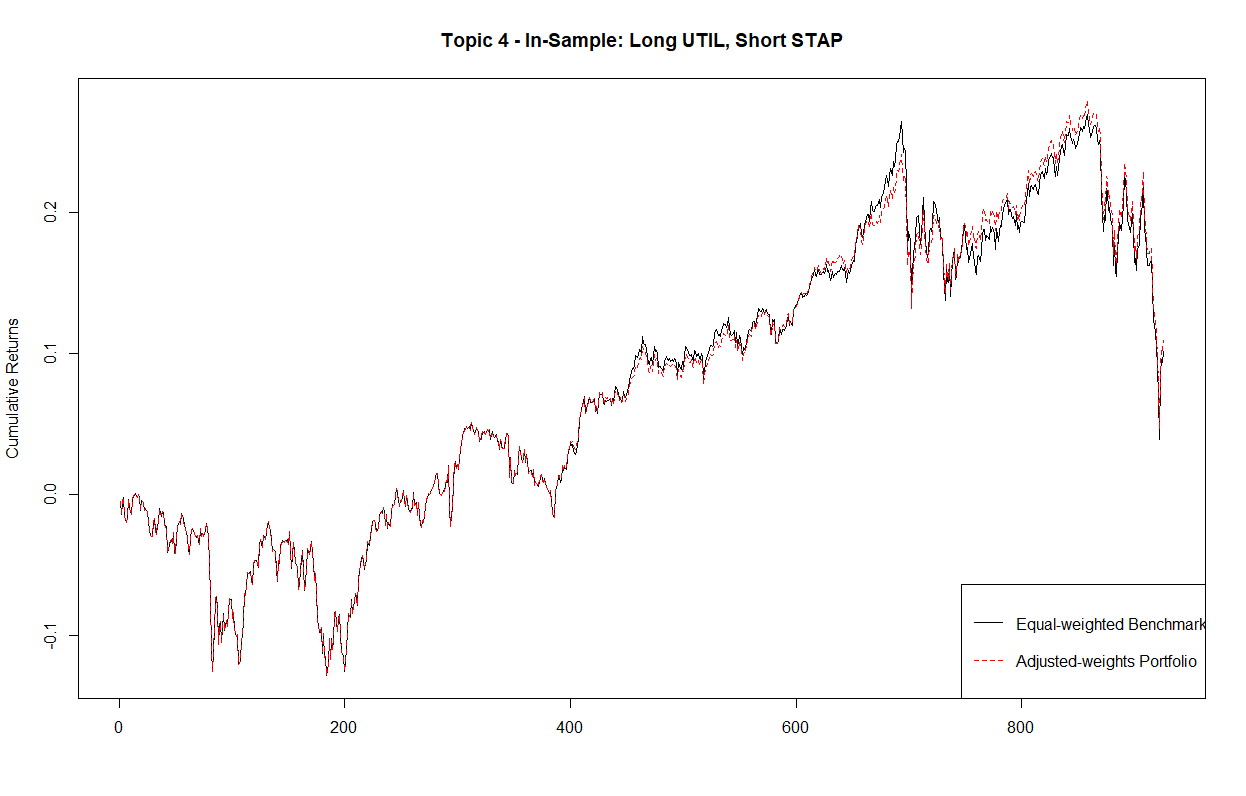 Topic 4 - In-Sample: Long UTIL, Short STAP
Cumulative Returns
0.2
0.1
0.0
-0.1
0 200 400 600 800
Equal-weighted Benchmark
Adjusted-weights Portfolio